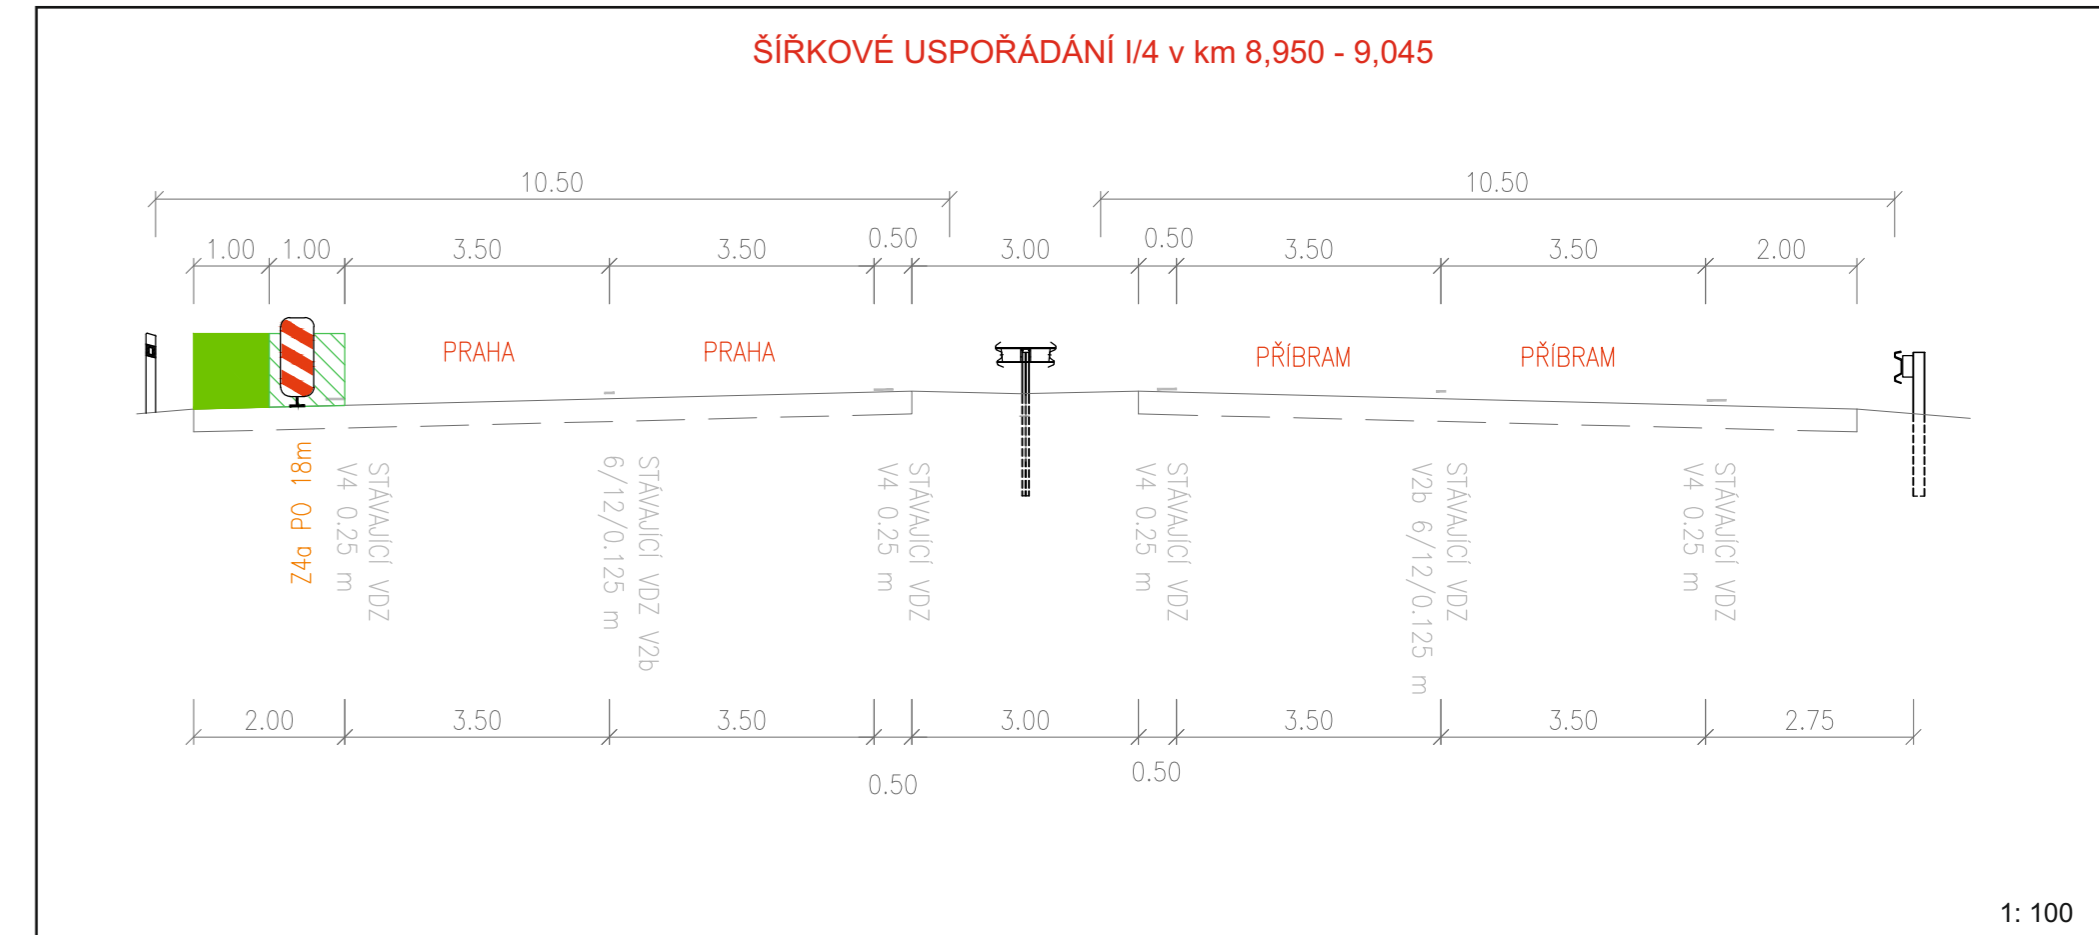 ŠÍŘKOVÉ USPOŘÁDÁNÍ I/4 v km 8,950 - 9,045
10.50
10.50
1.00
1.00
3.50
3.50
0.50
3.00
0.50
3.50
3.50
2.00
PRAHA
PRAHA
PŘÍBRAM
PŘÍBRAM
Z4a PO 18m
STÁVAJÍCÍ VDZ
V4 0.25 m
STÁVAJÍCÍ VDZ V2b
6/12/0.125 m
STÁVAJÍCÍ VDZ
V4 0.25 m
STÁVAJÍCÍ VDZ
V4 0.25 m
STÁVAJÍCÍ VDZ
V2b 6/12/0.125 m
STÁVAJÍCÍ VDZ
V4 0.25 m
2.00
3.50
3.50
0.50
3.00
0.50
3.50
3.50
2.75
1: 100